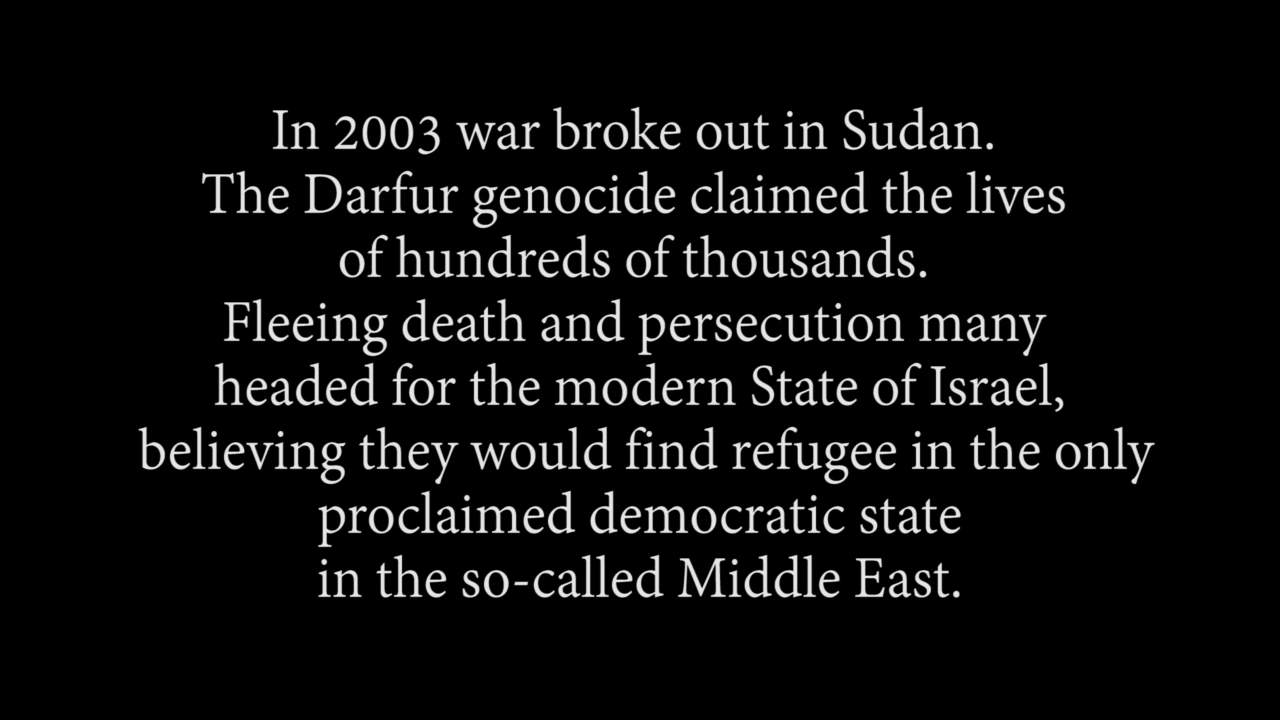 In 2003 war broke out in Sudan.
The Darfur genocide claimed the lives
of hundreds of thousands.
Fleeing death and persecution many
headed for the modern State of Israel,
believing they would find refugee in the only
proclaimed democratic state
in the so-called Middle East.